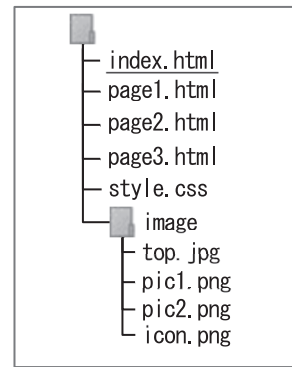 index.html
page1.html
page2.html
page3.html
style.css
image
top.jpg
pic1.png
pic2.png
icon.png